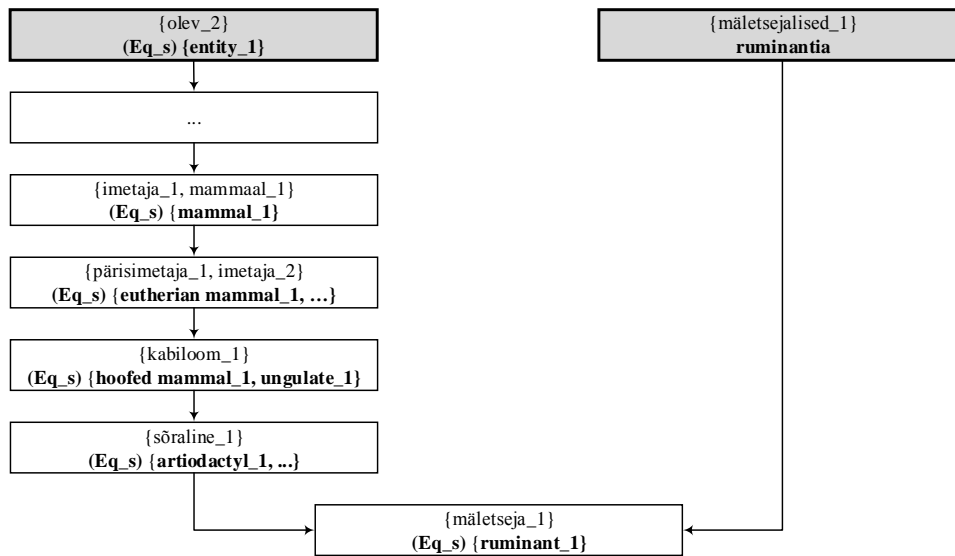 {olev_2}
(Eq_s) {entity_1}
{mäletsejalised_1}
ruminantia
...
{imetaja_1, mammaal_1}
(Eq_s) {mammal_1}
{pärisimetaja_1, imetaja_2}
(Eq_s) {eutherian mammal_1, …}
{kabiloom_1}
(Eq_s) {hoofed mammal_1, ungulate_1}
{sõraline_1}
(Eq_s) {artiodactyl_1, ...}
{mäletseja_1}
(Eq_s) {ruminant_1}